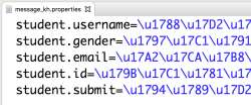 message_kh.properties
student.username=\u1788\u17D2\u17
student.gender=\u1797\u17C1\u1791
student.email=\u17A2\u17CA\u17B8\
student.id=\u179B\u17C1\u1781\u17
student.submit=\u1794\u1789\u17D2